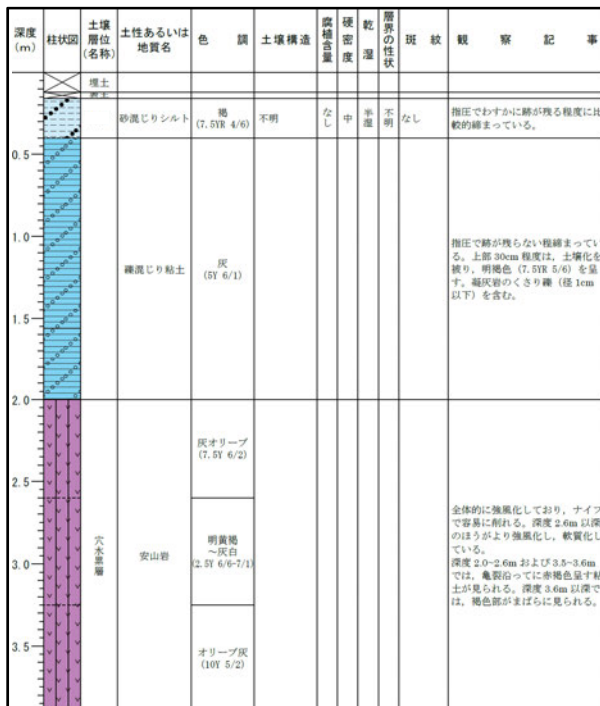 深度
(m)
柱状図
土壌
層位
(名称)
土性あるいは
地質名
色 調
土壌構造
腐植含量
硬密度
乾湿
層界の性状
斑 紋
観 察 記 事
埋土
表土
砂混じりシルト
褐
(7.5YR 4/6)
不明
なし
中
半湿
不明
なし
指圧でわずかに跡が残る程度に比
較的締まっている。
0.5
1.0
1.5
2.0
2.5
3.0
3.5
礫混じり粘土
灰
(5Y 6/1)
指圧で跡が残らない程締まってい
る。上部 30cm 程度は,土壌化を
被り,明褐色 (7.5YR 5/6) を呈
す。凝灰岩のくさり礫(径 1cm
以下)を含む。
穴水累層
安山岩
灰オリーブ
(7.5Y 6/2)
明黄褐
~灰白
(2.5Y 6/6-7/1)
オリーブ灰
(10Y 5/2)
全体的に強風化しており,ナイフ
で容易に削れる。深度 2.6m 以深
のほうがより強風化し,軟質化し
ている。
深度 2.0-2.6m および 3.5-3.6m
では,亀裂沿ってに赤褐色呈す粘
土が見られる。深度 3.6m 以深で
は,褐色部がまばらに見られる。